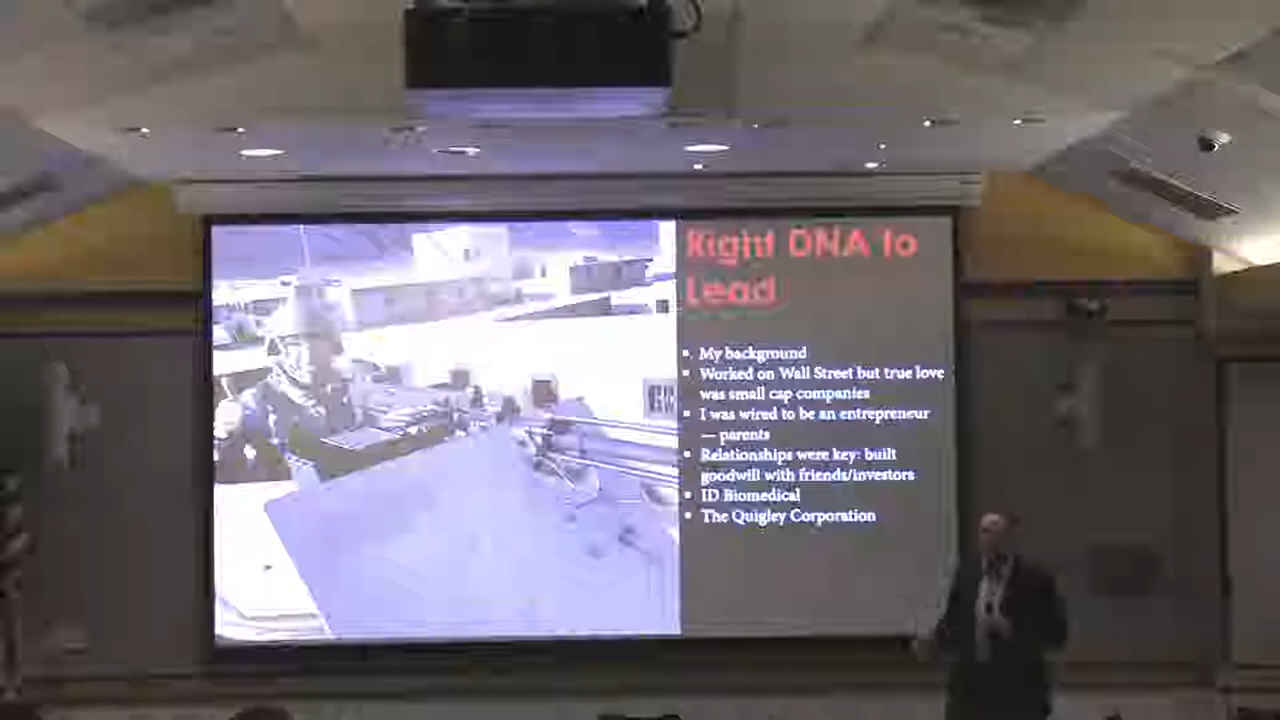 Right DNA to
Lead
▪ My background
▪ Worked on Wall Street but true love
was small cap companies
▪ I was wired to be an entrepreneur
— parents
▪ Relationships were key: built
goodwill with friends/investors
▪ ID Biomedical
▪ The Quigley Corporation